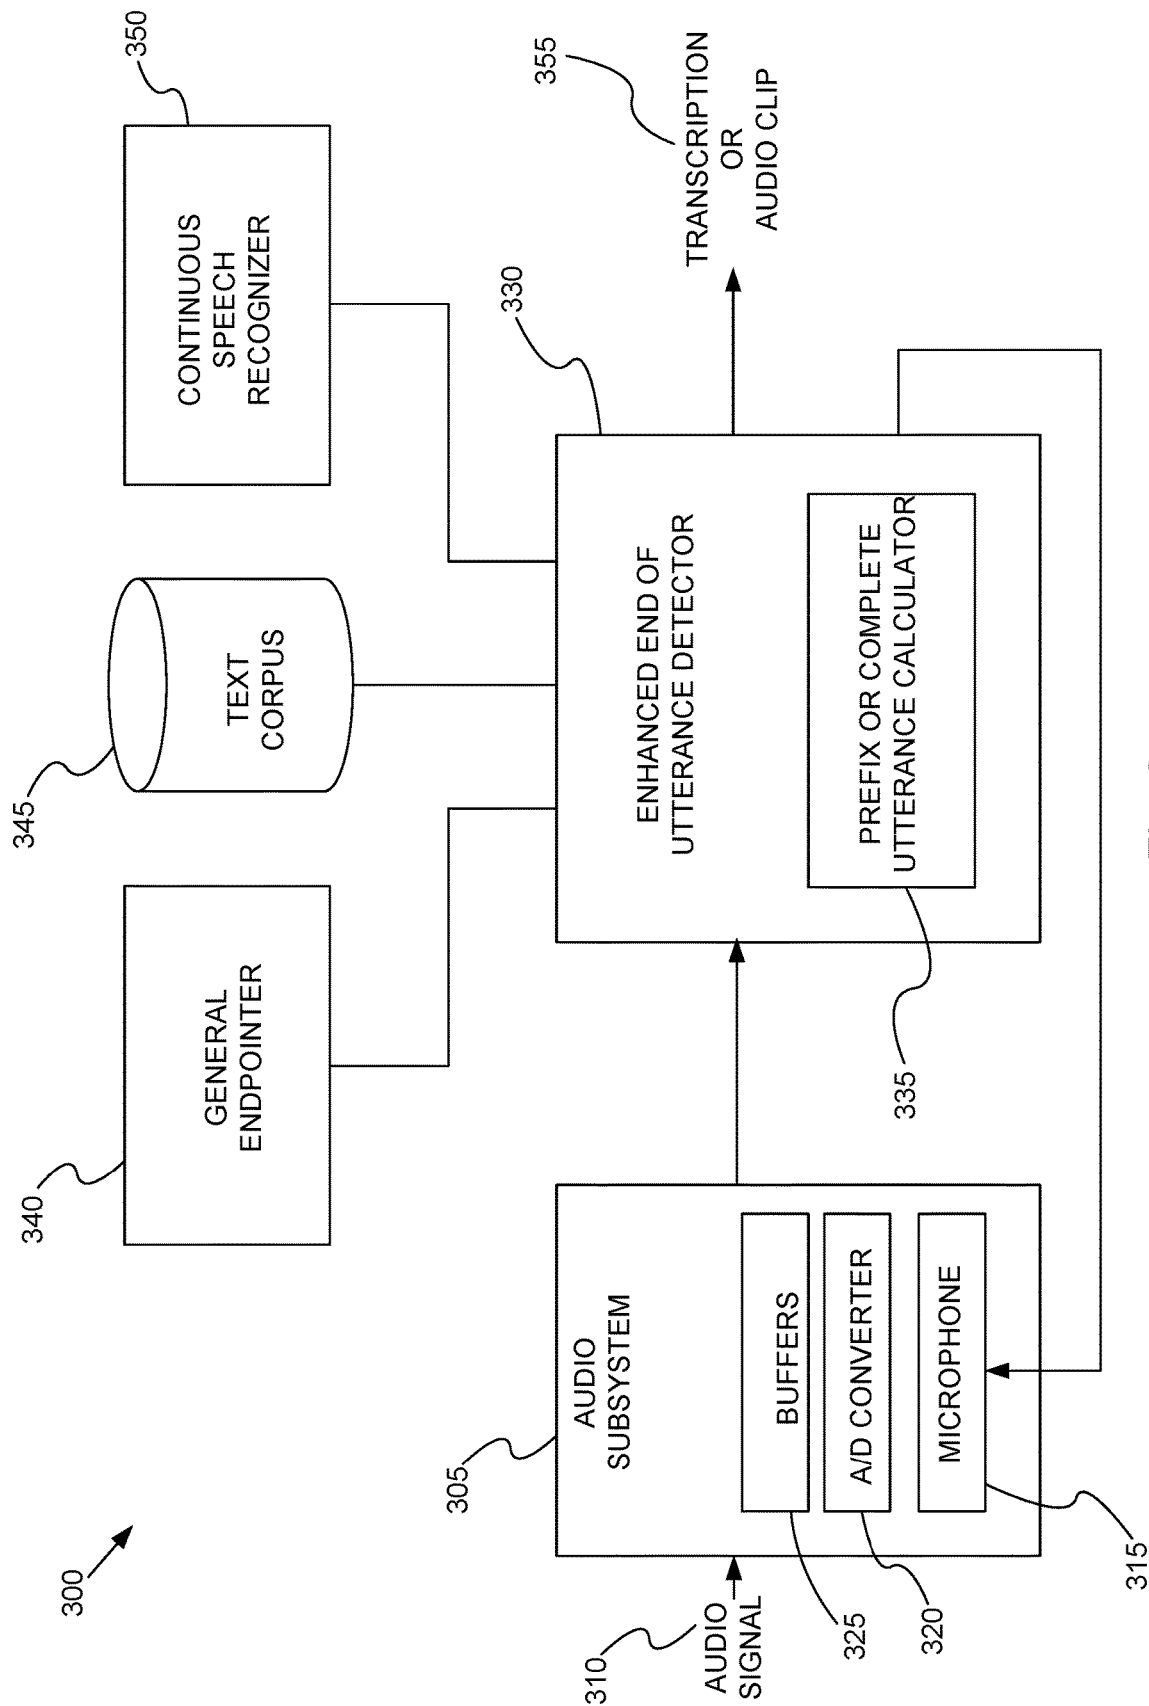 300
340
GENERAL
ENDPOINTER
345
TEXT
CORPUS
350
CONTINUOUS
SPEECH
RECOGNIZER
305
AUDIO
SUBSYSTEM
310
AUDIO
SIGNAL
BUFFERS
325
A/D CONVERTER
320
MICROPHONE
315
330
ENHANCED END OF
UTTERANCE DETECTOR
PREFIX OR COMPLETE
UTTERANCE CALCULATOR
335
355
TRANSCRIPTION
OR
AUDIO CLIP